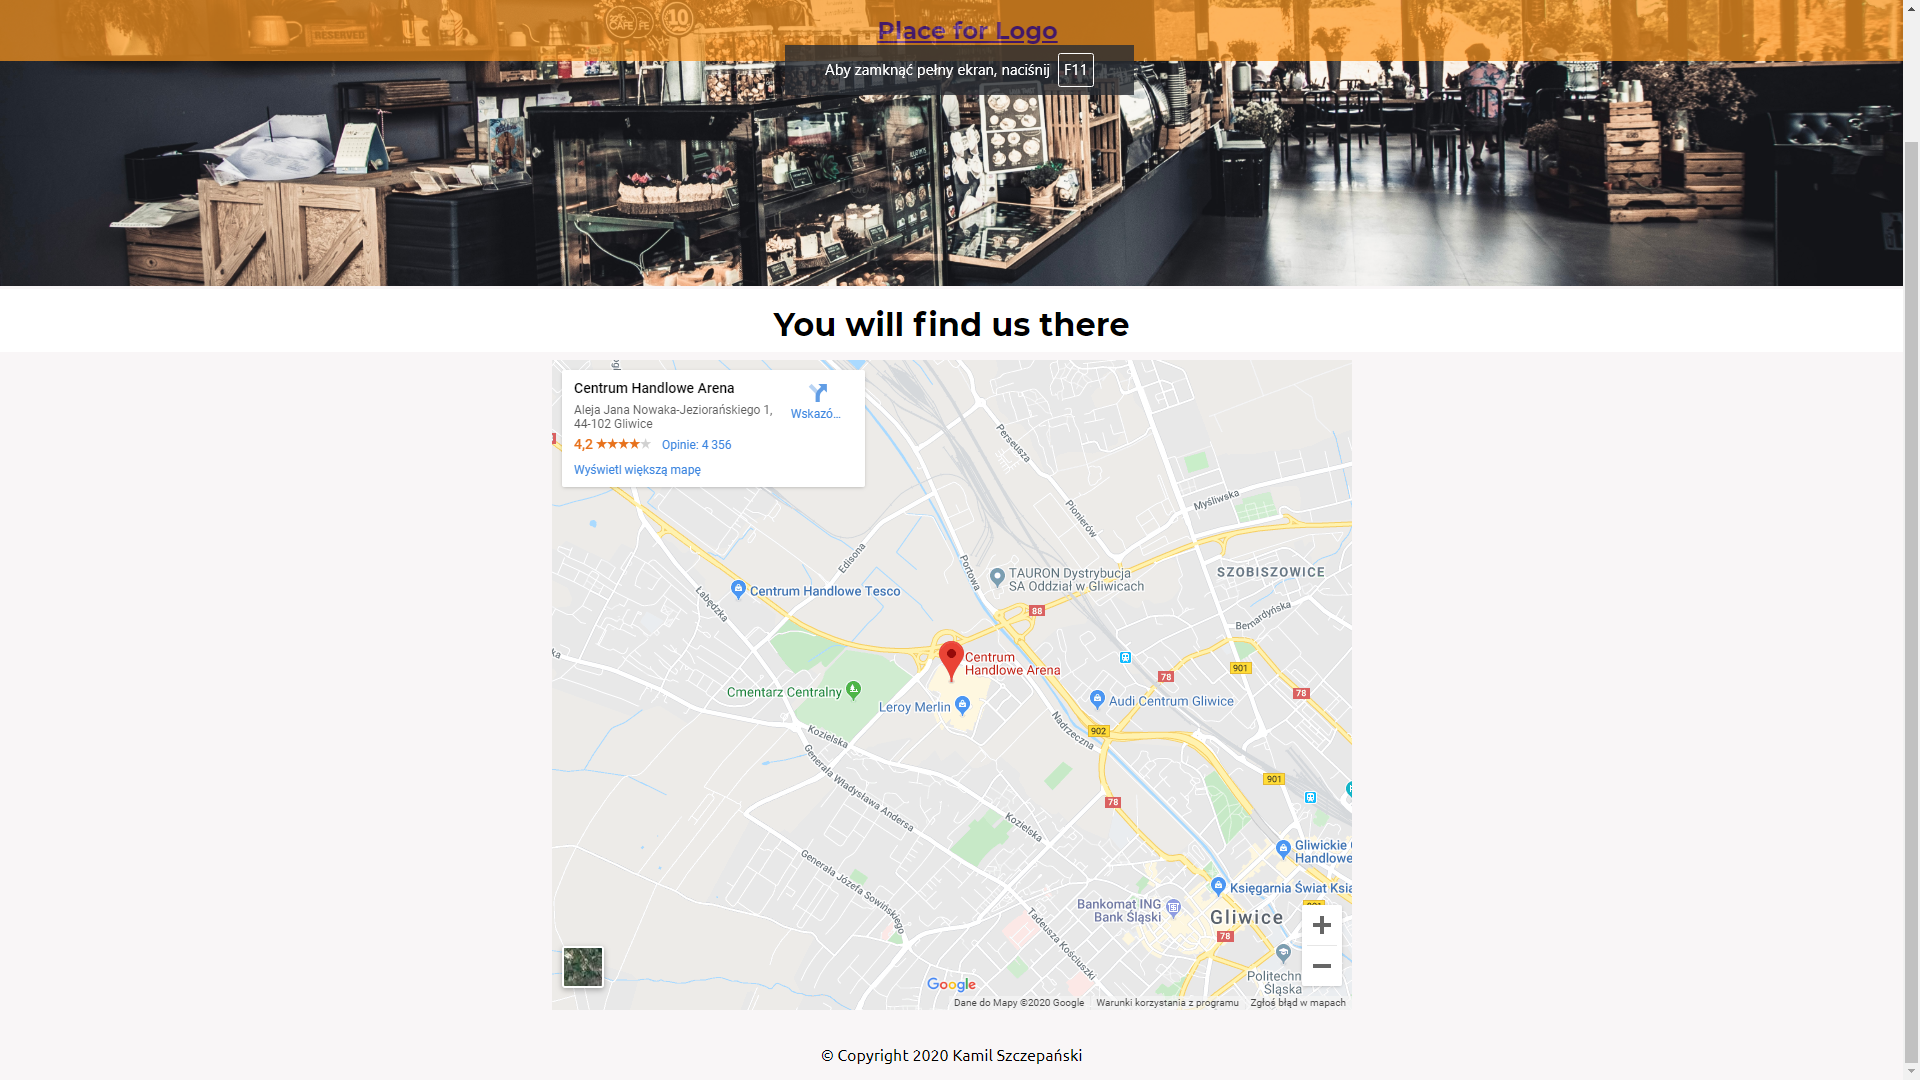 Place for Logo
Aby zamknąć pełny ekran, naciśnij F11
RESERVED
10
You will find us there
Centrum Handlowe Arena
Aleja Jana Nowaka-Jeziorańskiego 1,
44-102 Gliwice
Wskazó...
4,2 Opinie: 4 356
Wyświetl większą mapę
Perseusza
Myśliwska
Pionierów
Edisona
Portowa
TAURON Dystrybucja
SA Oddział w Gliwicach
SZOBISZOWICE
Centrum Handlowe Tesco
Łabędzka
88
Bernardyńska
Centrum
Handlowe Arena
901
78
78
Cmentarz Centralny
Leroy Merlin
Audi Centrum Gliwice
Nadrzeczna
902
Kozielska
Generała Władysława Andersa
901
78
Kozielska
Gliwickie
Handlowe
Generała Józefa Sowińskiego
Księgarnia Świat Ksia
Bankomat ING
Bank Śląski
Gliwice
901
78
Tadeusza Kościuszki
Politechn
Śląska
Google
Dane do Mapy ©2020 Google
Warunki korzystania z programu
Zgłoś błąd w mapach
© Copyright 2020 Kamil Szczepański